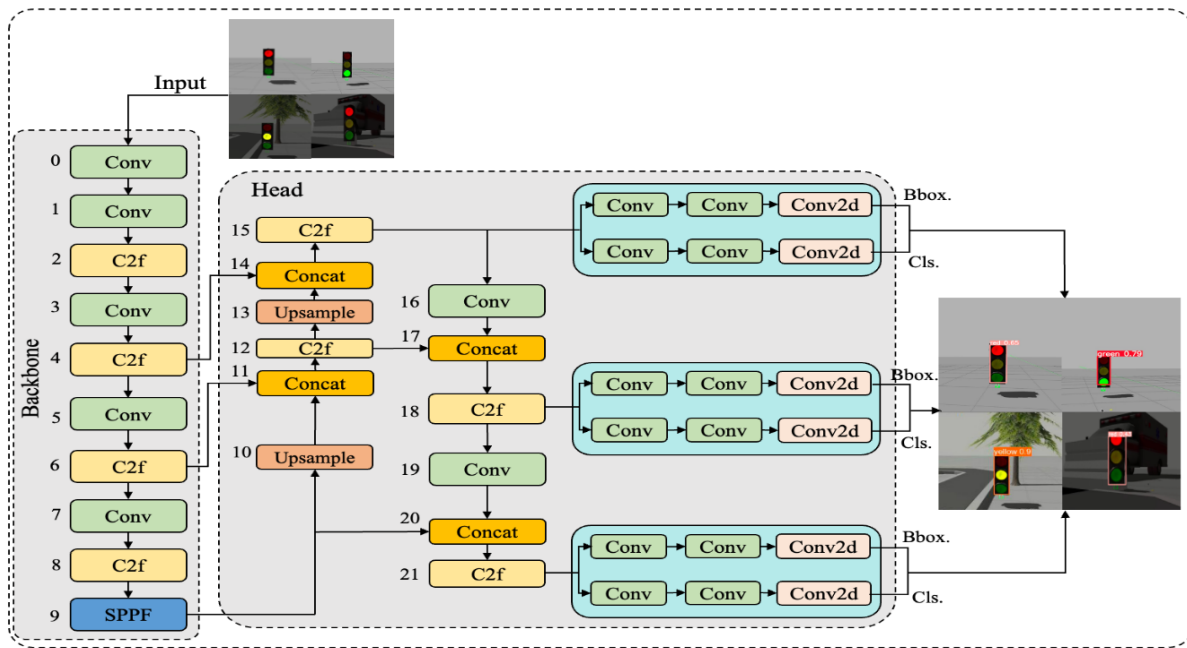 Input
Backbone
0 Conv
1 Conv
2 C2f
3 Conv
4 C2f
5 Conv
6 C2f
7 Conv
8 C2f
9 SPPF
Head
15 C2f
14 Concat
13 Upsample
12 C2f
11 Concat
10 Upsample
16 Conv
17 Concat
18 C2f
19 Conv
20 Concat
21 C2f
Conv Conv Conv2d Bbox.
Conv Conv Conv2d Cls.
Conv Conv Conv2d Bbox.
Conv Conv Conv2d Cls.
Conv Conv Conv2d Bbox.
Conv Conv Conv2d Cls.
green 0.79
yellow 0.9